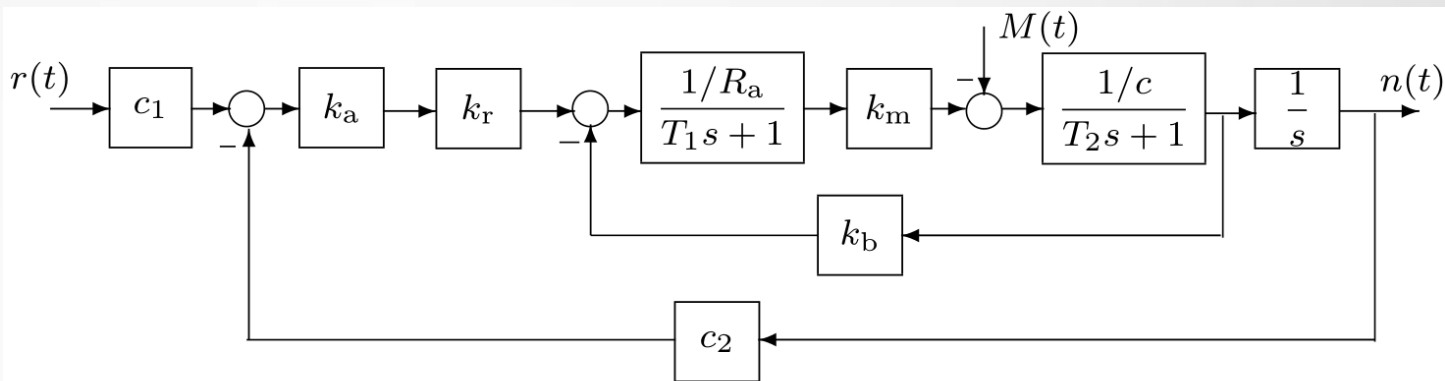 M(t)
r(t) c₁ kₐ kᵣ 1/Rₐ kₘ 1/c 1 n(t)
T₁s + 1 T₂s + 1 s
− − −
k_b
c₂